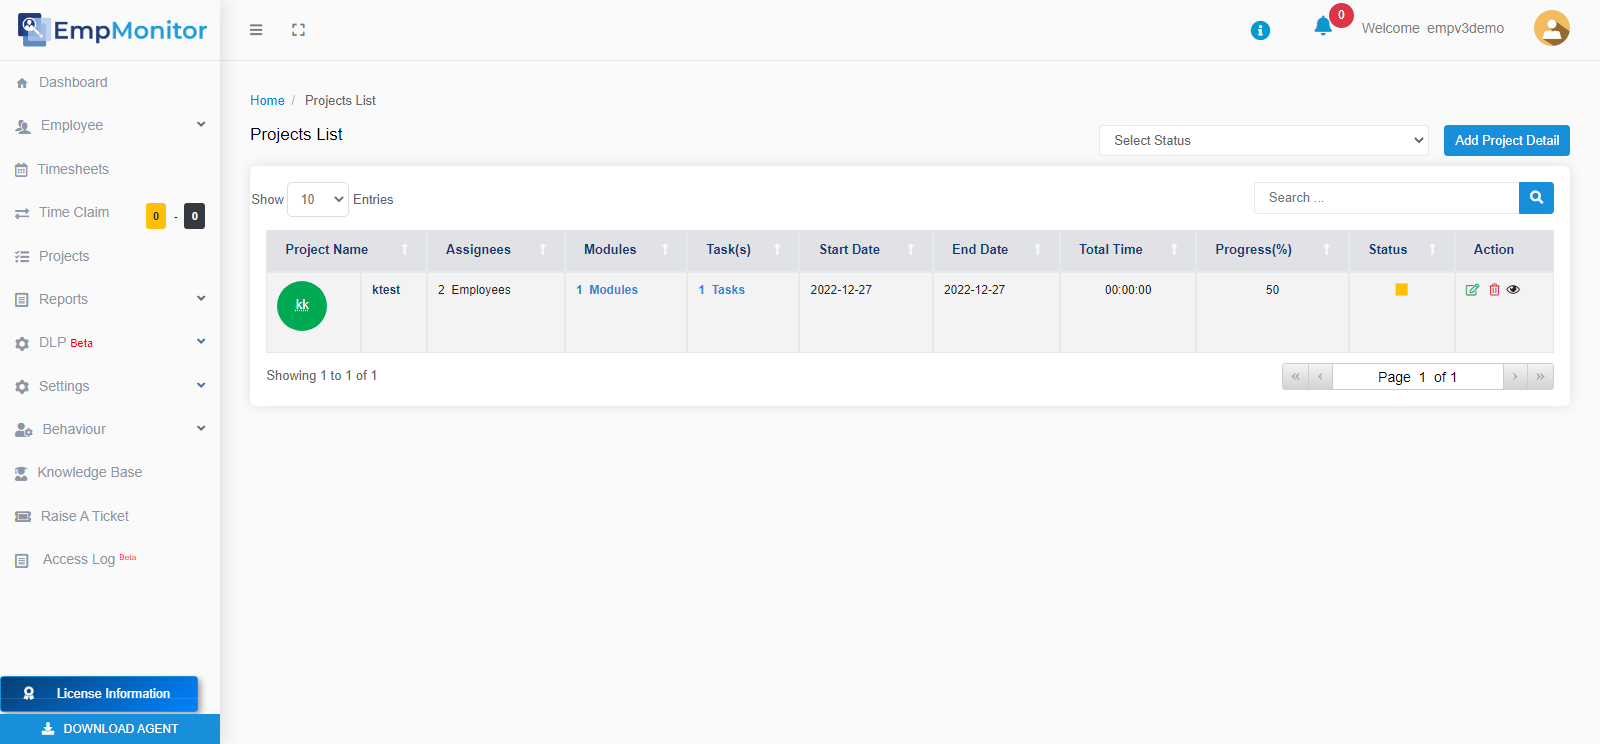 EmpMonitor
0
Welcome empv3demo
Dashboard
Employee
Timesheets
Time Claim 0 - 0
Projects
Reports
DLP Beta
Settings
Behaviour
Knowledge Base
Raise A Ticket
Access Log Beta
License Information
DOWNLOAD AGENT
Home / Projects List
Projects List
Select Status
Add Project Detail
Show 10 Entries
Search ...
Project Name Assignees Modules Task(s) Start Date End Date Total Time Progress(%) Status Action
kk ktest 2 Employees 1 Modules 1 Tasks 2022-12-27 2022-12-27 00:00:00 50
Showing 1 to 1 of 1
« ‹ Page 1 of 1 › »